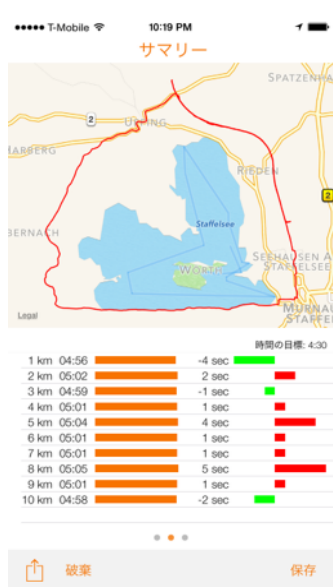 T-Mobile 10:19 PM
サマリー
SPATZENHA
2
UFFING
HARBERG
RIEDEN
2
Staffelsee
BERNACH
SEEHAUSEN A
STAFFELSEE
WÖRTH
MURNAU
STAFFEL
Legal
時間の目標: 4:30
1 km 04:56 -4 sec
2 km 05:02 2 sec
3 km 04:59 -1 sec
4 km 05:01 1 sec
5 km 05:04 4 sec
6 km 05:01 1 sec
7 km 05:01 1 sec
8 km 05:05 5 sec
9 km 05:01 1 sec
10 km 04:58 -2 sec
破棄 保存